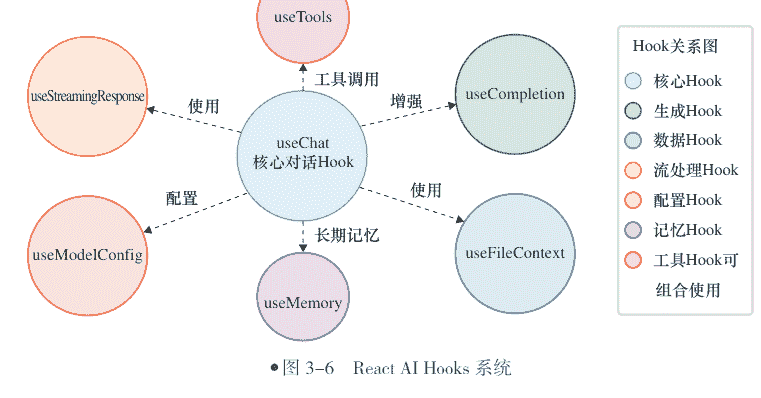 useTools
工具调用
useStreamingResponse
使用
增强
useCompletion
useChat
核心对话Hook
配置
使用
useModelConfig
长期记忆
useFileContext
useMemory
Hook关系图
核心Hook
生成Hook
数据Hook
流处理Hook
配置Hook
记忆Hook
工具Hook可
组合使用
●图 3-6 React AI Hooks 系统